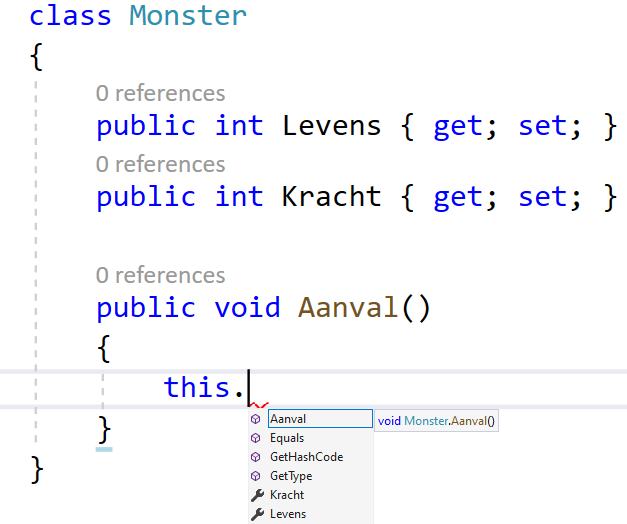 class Monster
{
0 references
public int Levens { get; set; }
0 references
public int Kracht { get; set; }
0 references
public void Aanval()
{
this.
}
}
Aanval
void Monster.Aanval()
Equals
GetHashCode
GetType
Kracht
Levens